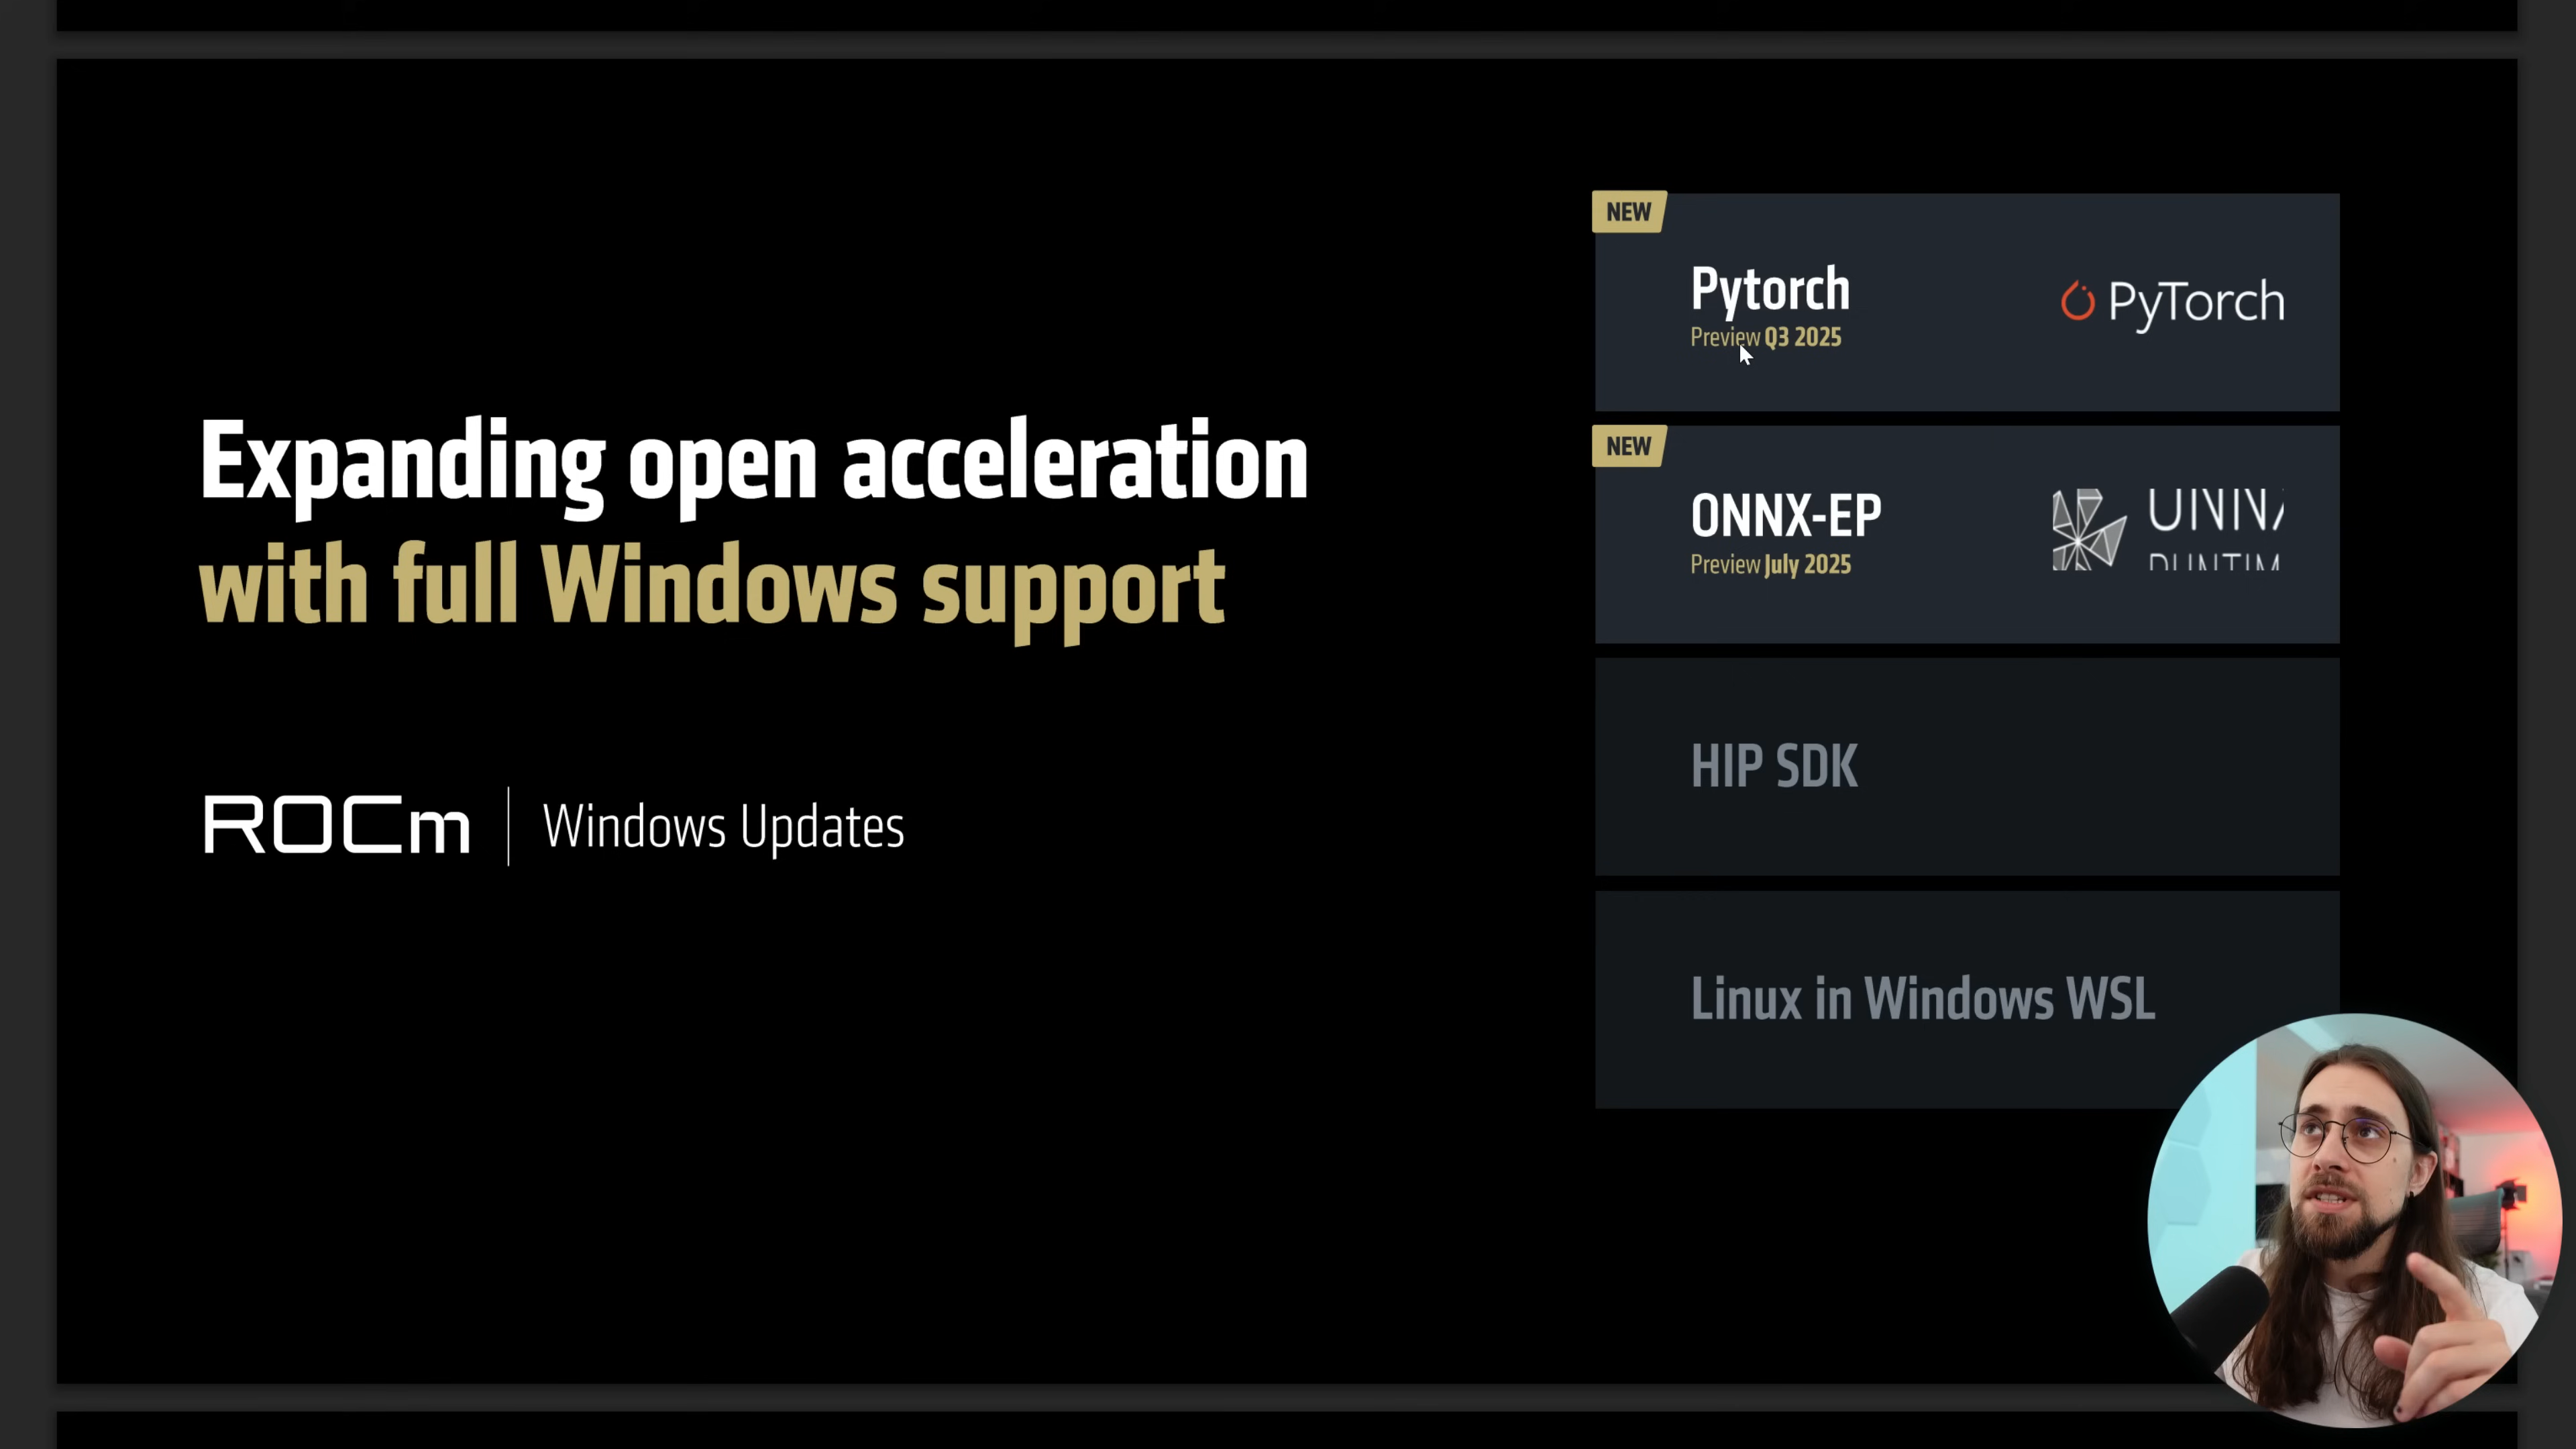 Expanding open acceleration
with full Windows support
ROCm | Windows Updates
NEW
Pytorch
Preview Q3 2025
PyTorch
NEW
ONNX-EP
Preview July 2025
HIP SDK
Linux in Windows WSL